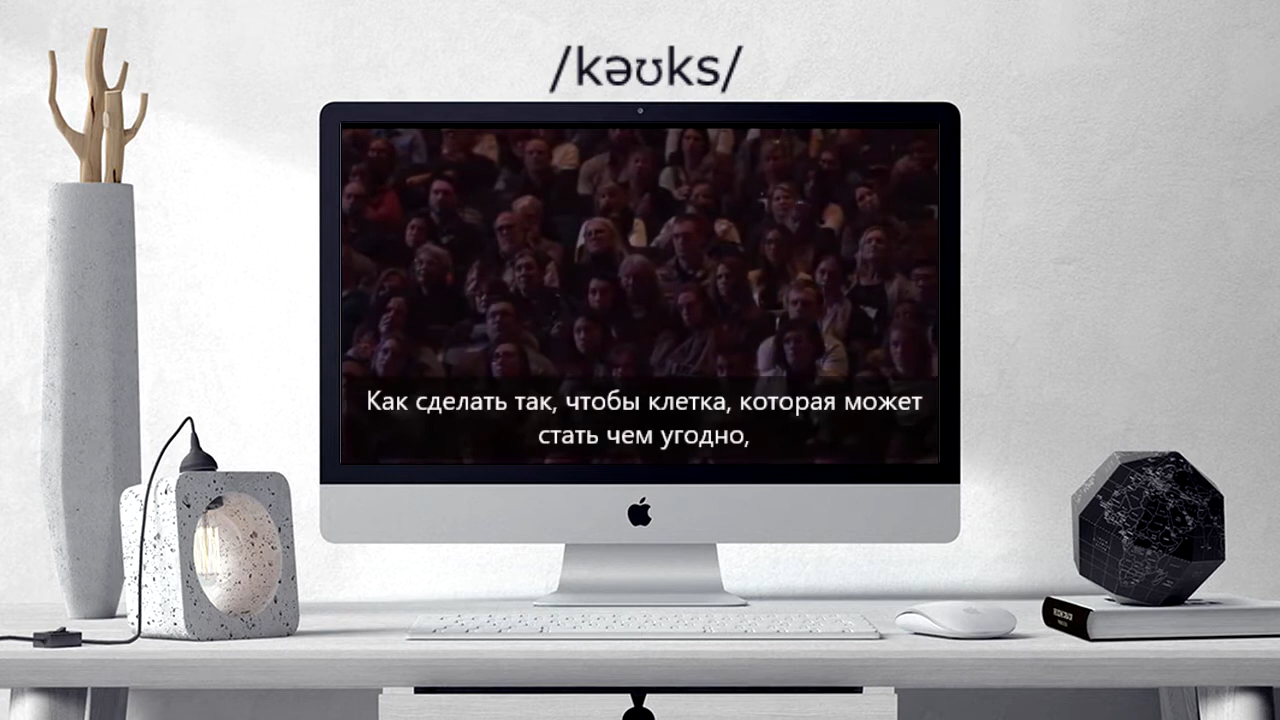 /kəʊks/
Как сделать так, чтобы клетка, которая может
стать чем угодно,